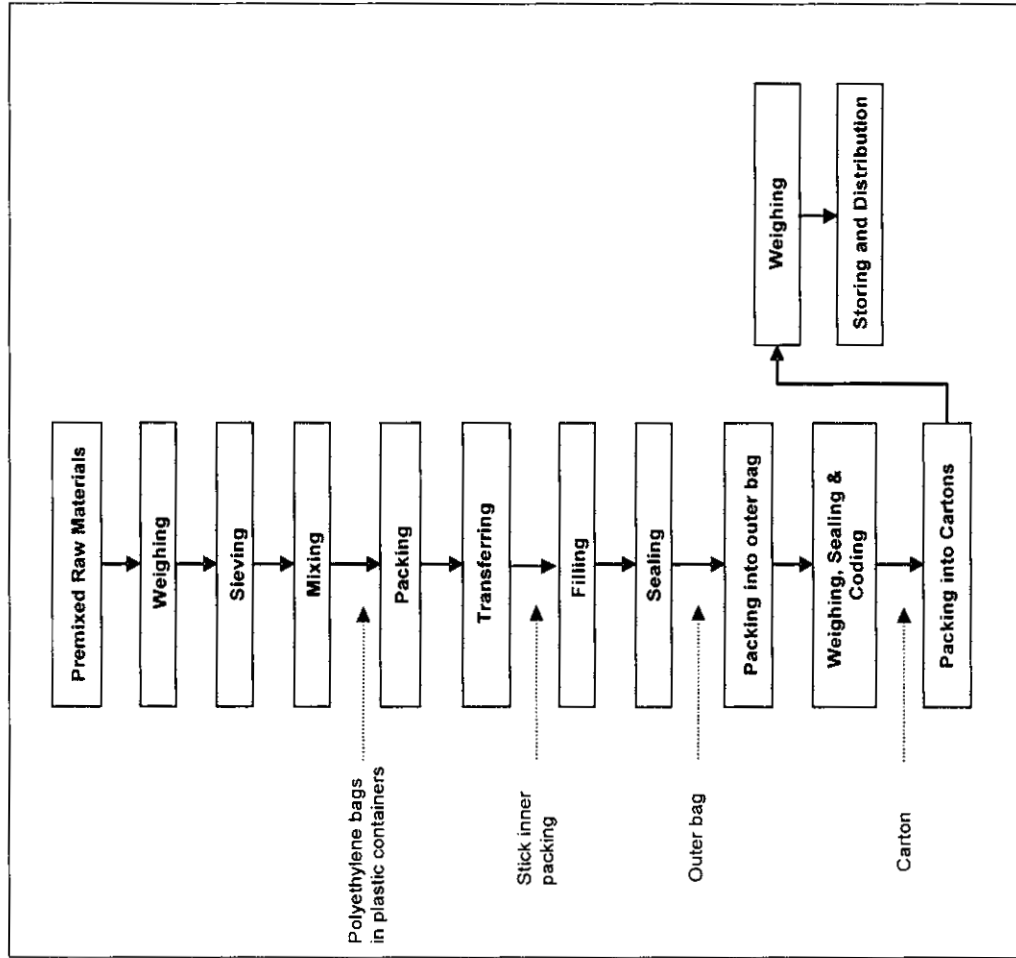 Premixed Raw Materials
Weighing
Sieving
Mixing
Polyethylene bags
in plastic containers
Packing
Transferring
Stick inner
packing
Filling
Sealing
Outer bag
Packing into outer bag
Weighing, Sealing &
Coding
Carton
Packing into Cartons
Weighing
Storing and Distribution